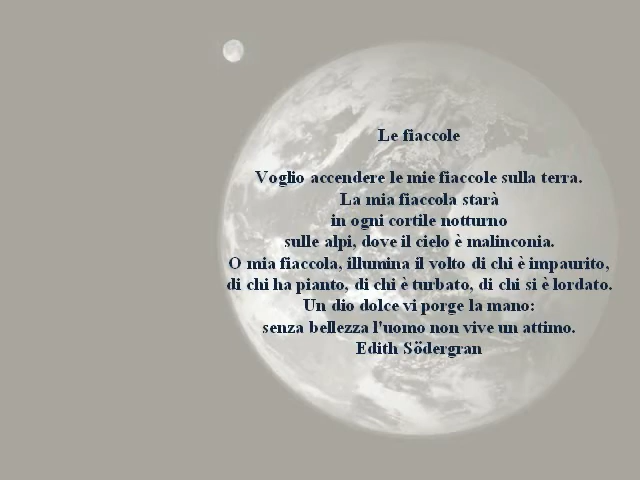 Le fiaccole
Voglio accendere le mie fiaccole sulla terra.
La mia fiaccola starà
in ogni cortile notturno
sulle alpi, dove il cielo è malinconia.
O mia fiaccola, illumina il volto di chi è impaurito,
di chi ha pianto, di chi è turbato, di chi si è lordato.
Un dio dolce vi porge la mano:
senza bellezza l'uomo non vive un attimo.
Edith Södergran